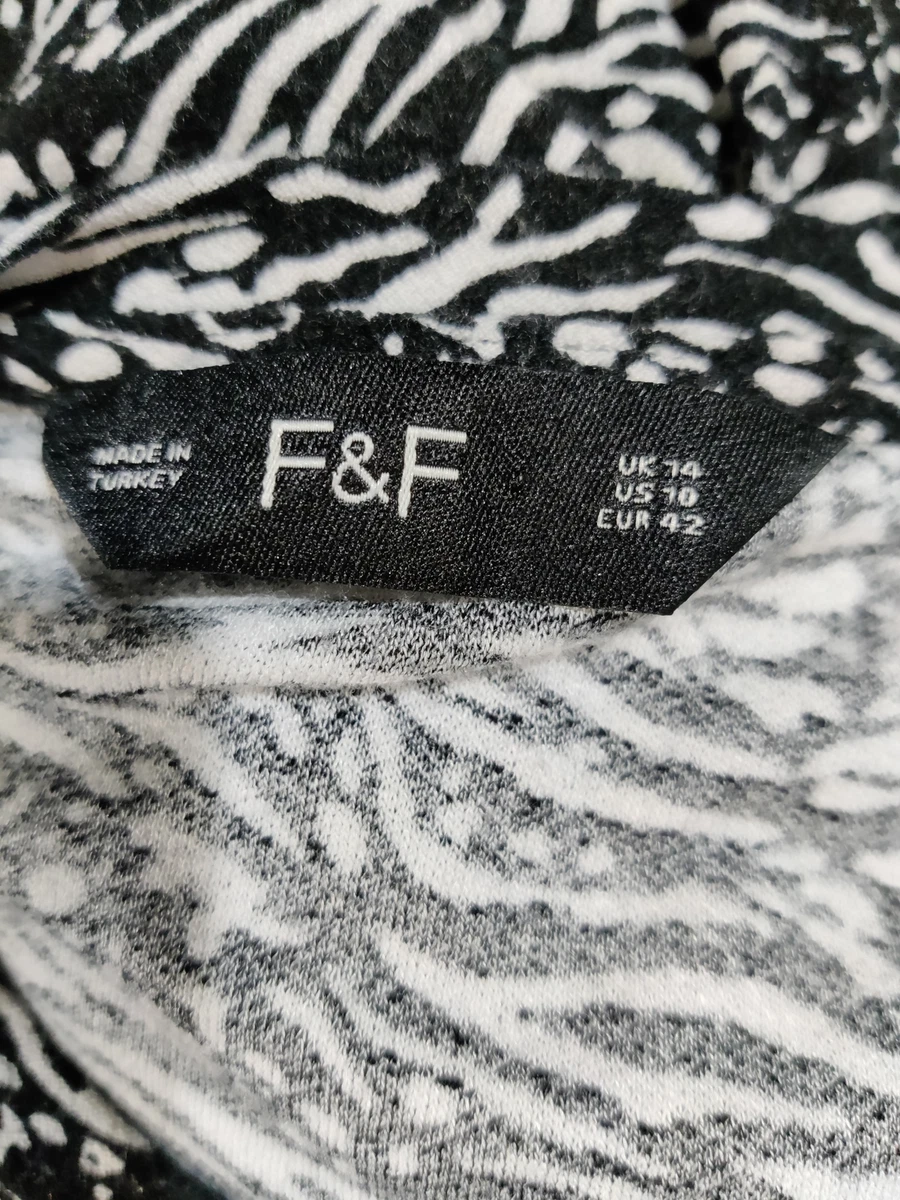 MADE IN
TURKEY
F&F
UK 14
US 10
EUR 42